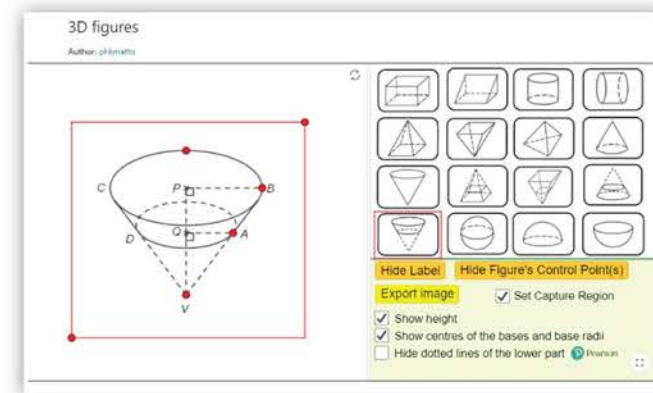 3D figures
Author: phkmatto
C
P
B
D
Q
A
V
Hide Label
Hide Figure's Control Point(s)
Export image
Set Capture Region
Show height
Show centres of the bases and base radii
Hide dotted lines of the lower part
Pearson